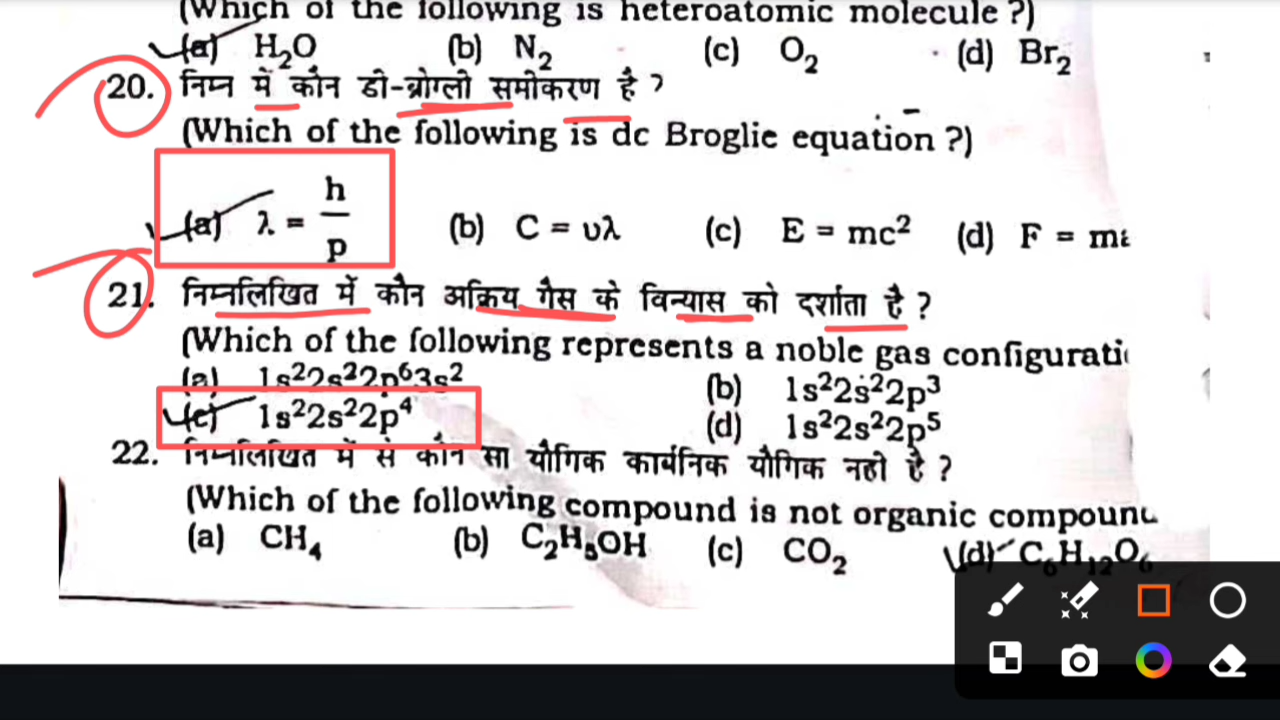 (Which of the following is heteroatomic molecule ?)
(a) H₂O (b) N₂ (c) O₂ (d) Br₂
20. निम्न में कौन डी-ब्रोग्ली समीकरण है ?
(Which of the following is dc Broglie equation ?)
(a) λ = h/p (b) C = υλ (c) E = mc² (d) F = ma
21. निम्नलिखित में कौन अक्रिय गैस के विन्यास को दर्शाता है ?
(Which of the following represents a noble gas configurati
(a) 1s²2s²2p⁶3s² (b) 1s²2s²2p³
(c) 1s²2s²2p⁴ (d) 1s²2s²2p⁵
22. निम्नलिखित में से कौन सा यौगिक कार्बनिक यौगिक नहीं है ?
(Which of the following compound is not organic compoun
(a) CH₄ (b) C₂H₅OH (c) CO₂ (d) C₆H₁₂O₆